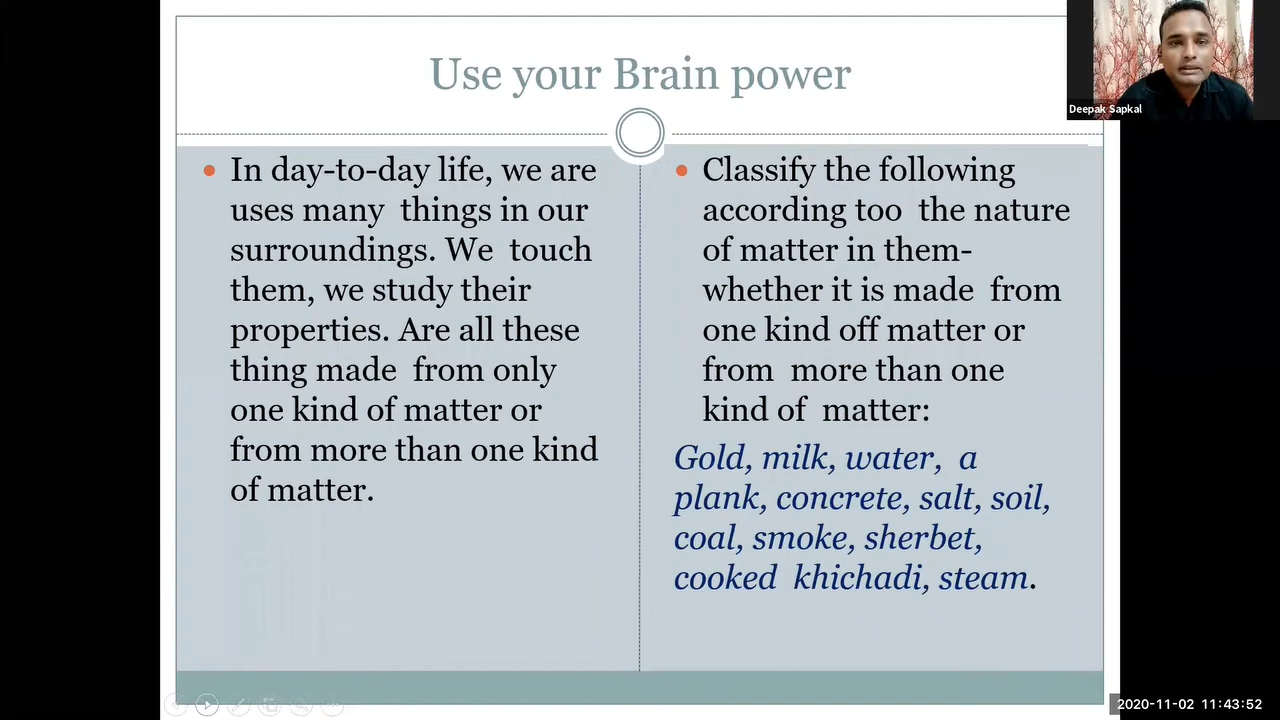 Use your Brain power
Deepak Sapkal
In day-to-day life, we are
uses many things in our
surroundings. We touch
them, we study their
properties. Are all these
thing made from only
one kind of matter or
from more than one kind
of matter.
Classify the following
according too the nature
of matter in them-
whether it is made from
one kind off matter or
from more than one
kind of matter:
Gold, milk, water, a
plank, concrete, salt, soil,
coal, smoke, sherbet,
cooked khichadi, steam.
2020-11-02 11:43:52